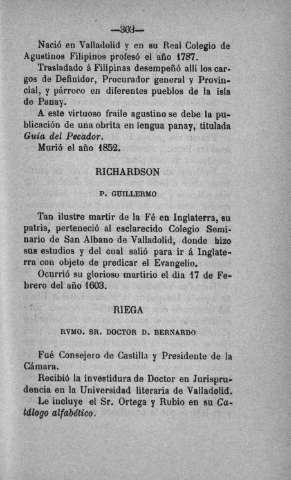 —303—
Nació en Valladolid y en su Real Colegio de
Agustinos Filipinos profesó el año 1787.
Trasladado á Filipinas desempeñó allí los car-
gos de Definidor, Procurador general y Provin-
cial, y párroco en diferentes pueblos de la isla
de Panay.
A este virtuoso fraile agustino se debe la pu-
blicación de una obrita en lengua panay, titulada
Guía del Pecador.
Murió el año 1852.
RICHARDSON
P. GUILLERMO
Tan ilustre martir de la Fé en Inglaterra, su
patria, perteneció al esclarecido Colegio Semi-
nario de San Albano de Valladolid, donde hizo
sus estudios y del cual salió para ir á Inglate-
rra con objeto de predicar el Evangelio.
Ocurrió su glorioso martirio el dia 17 de Fe-
brero del año 1603.
RIEGA
RVMO. SR. DOCTOR D. BERNARDO
Fué Consejero de Castilla y Presidente de la
Cámara.
Recibió la investidura de Doctor en Jurispru-
dencia en la Universidad literaria de Valladolid.
Le incluye el Sr. Ortega y Rubio en su Ca-
tálogo alfabético.